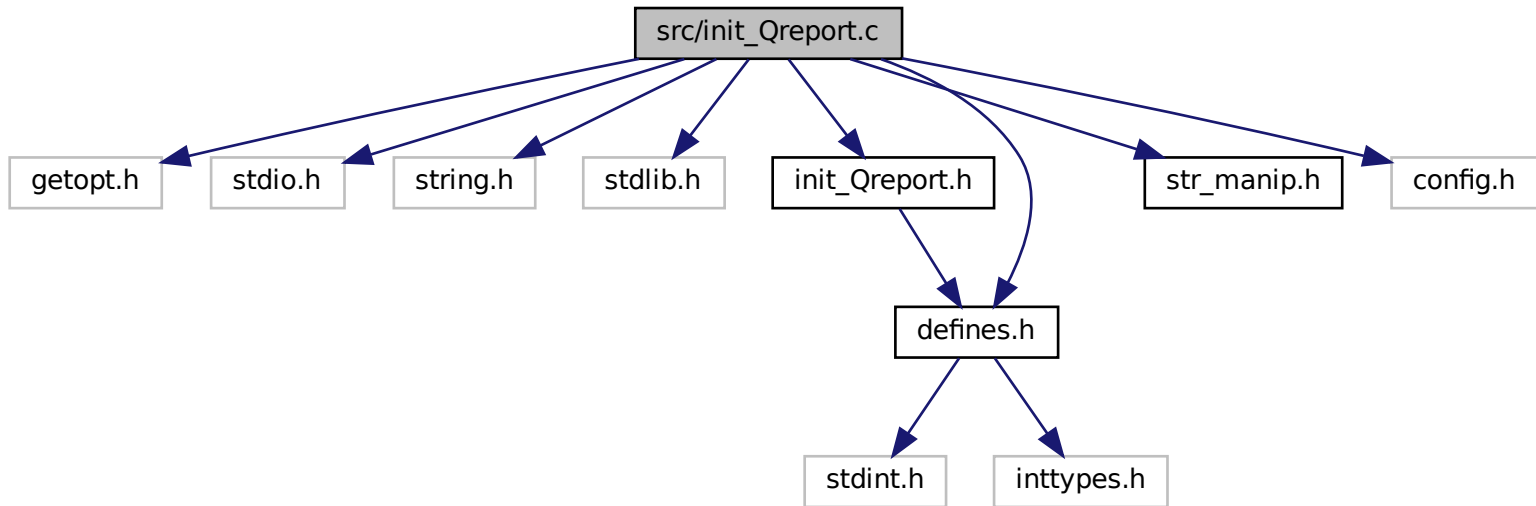 src/init_Qreport.c
getopt.h
stdio.h
string.h
stdlib.h
init_Qreport.h
str_manip.h
config.h
defines.h
stdint.h
inttypes.h